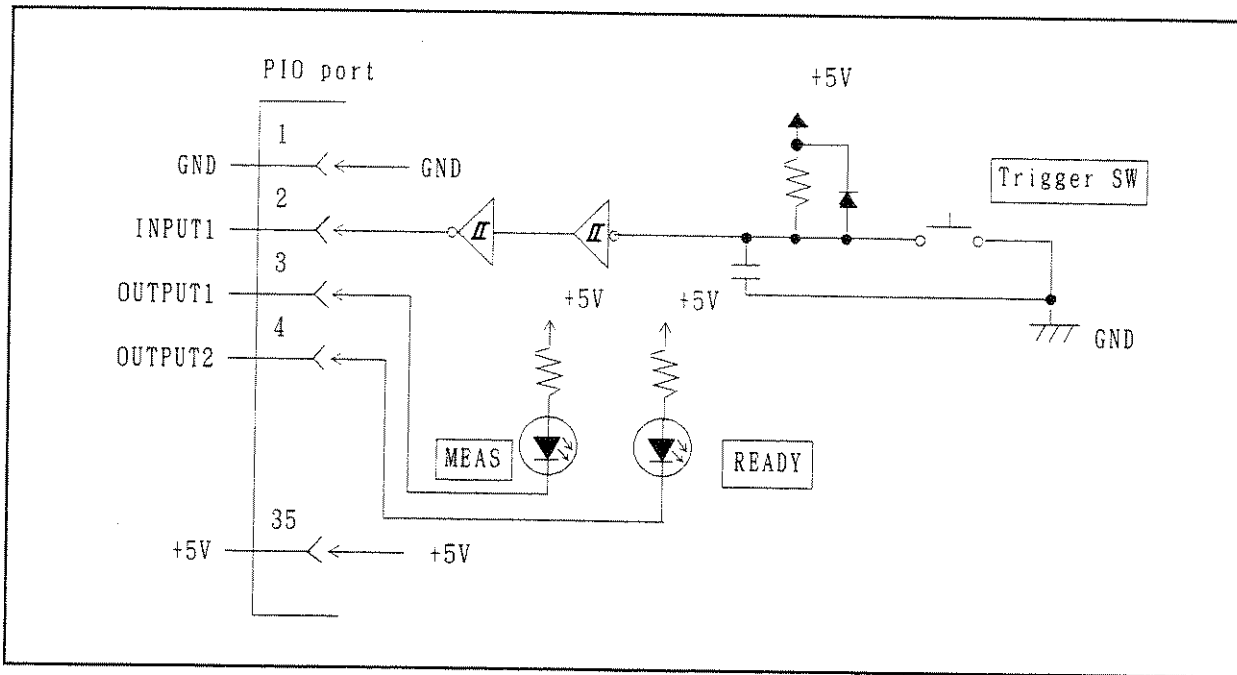 PIO port
+5V
1
GND
GND
Trigger SW
2
INPUT1
3
OUTPUT1
+5V
+5V
4
GND
OUTPUT2
MEAS
READY
35
+5V
+5V